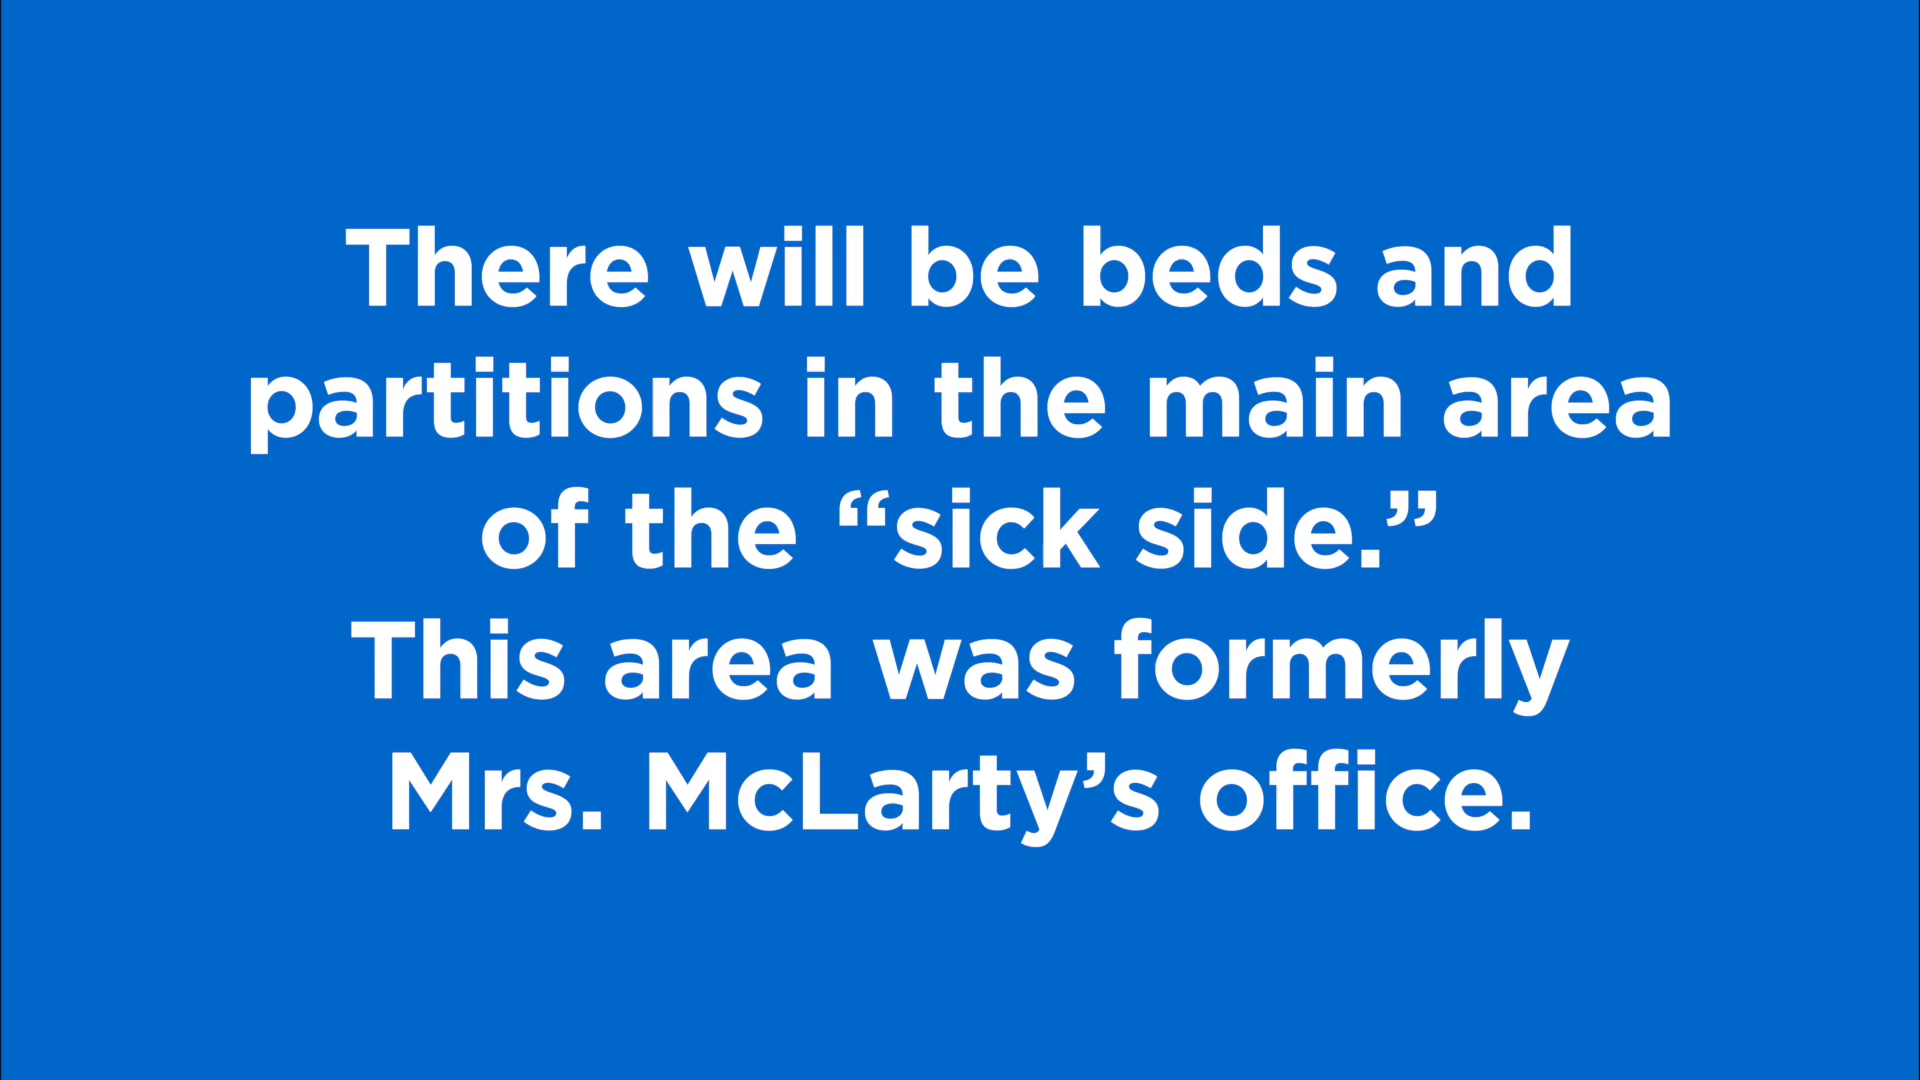 There will be beds and
partitions in the main area
of the “sick side.”
This area was formerly
Mrs. McLarty’s office.